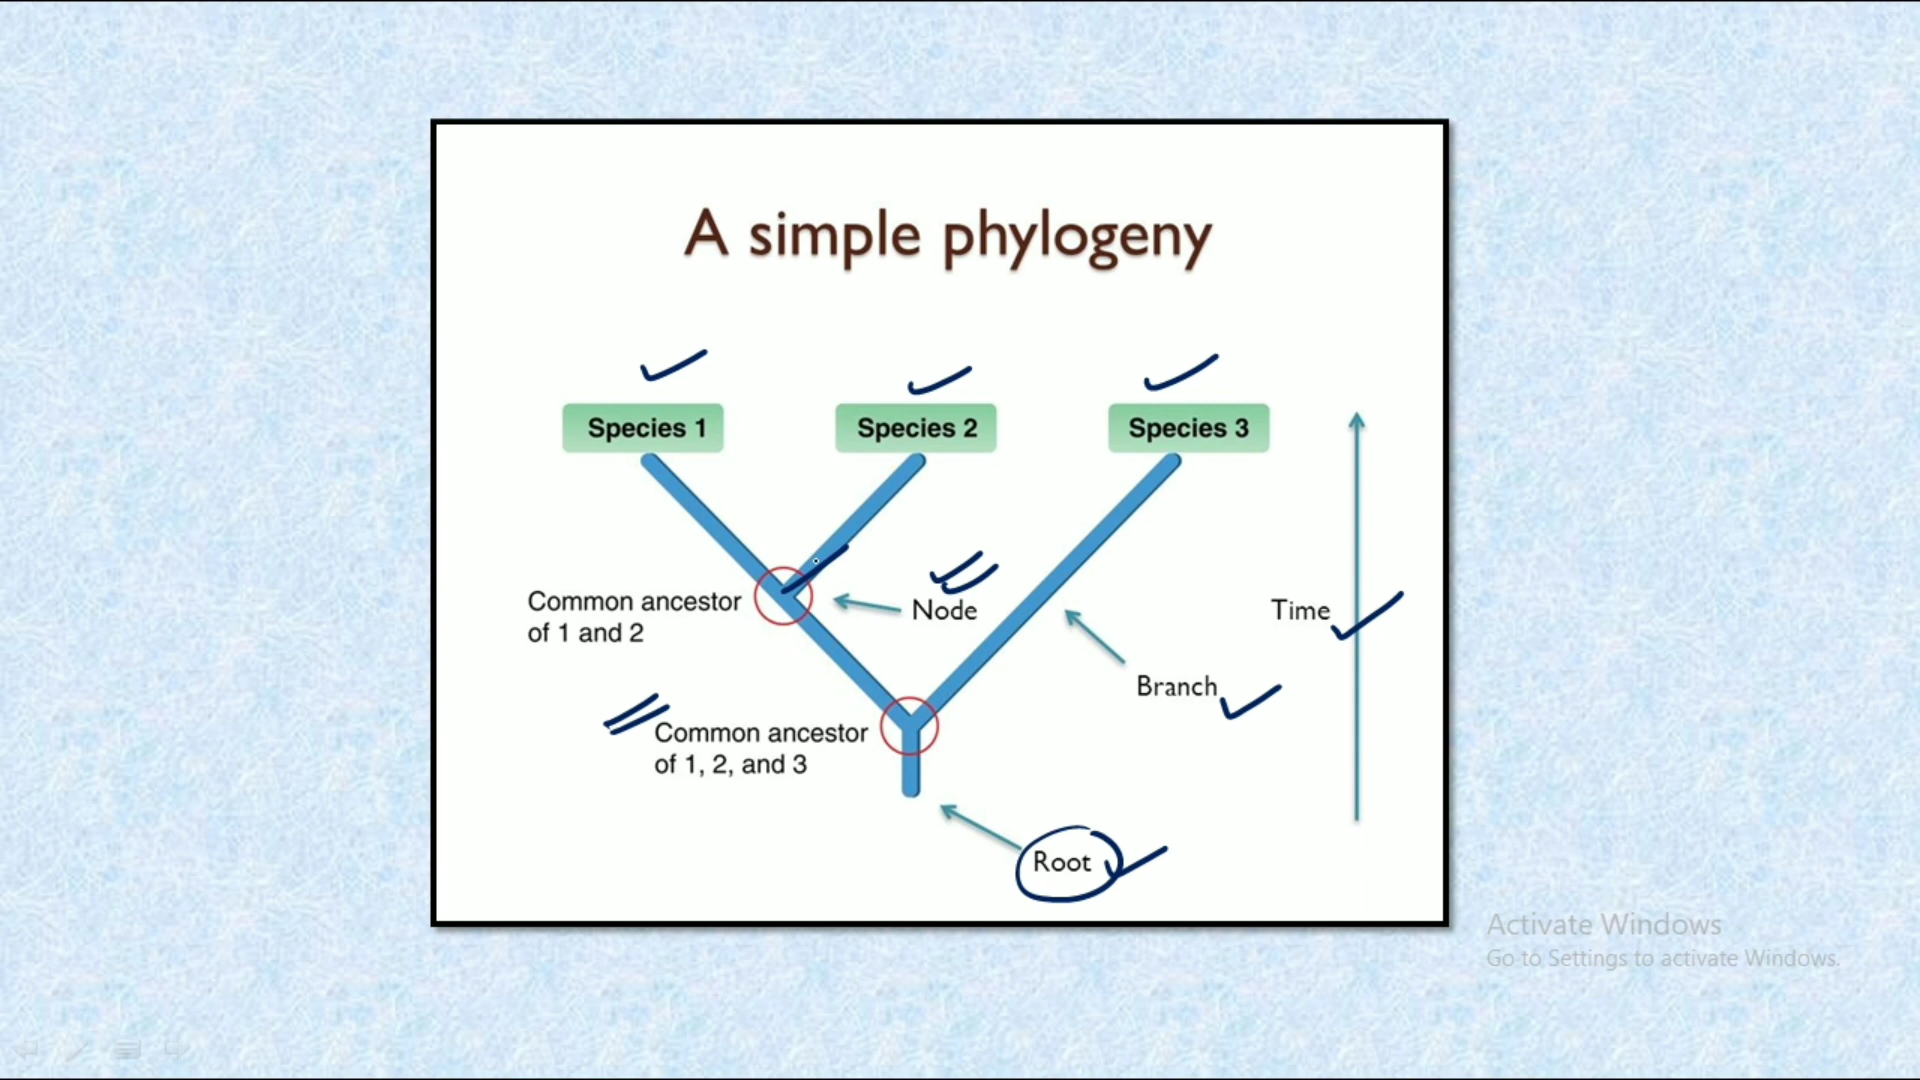 A simple phylogeny
Species 1
Species 2
Species 3
Common ancestor
of 1 and 2
Node
Time
Branch
Common ancestor
of 1, 2, and 3
Root
Activate Windows
Go to Settings to activate Windows.